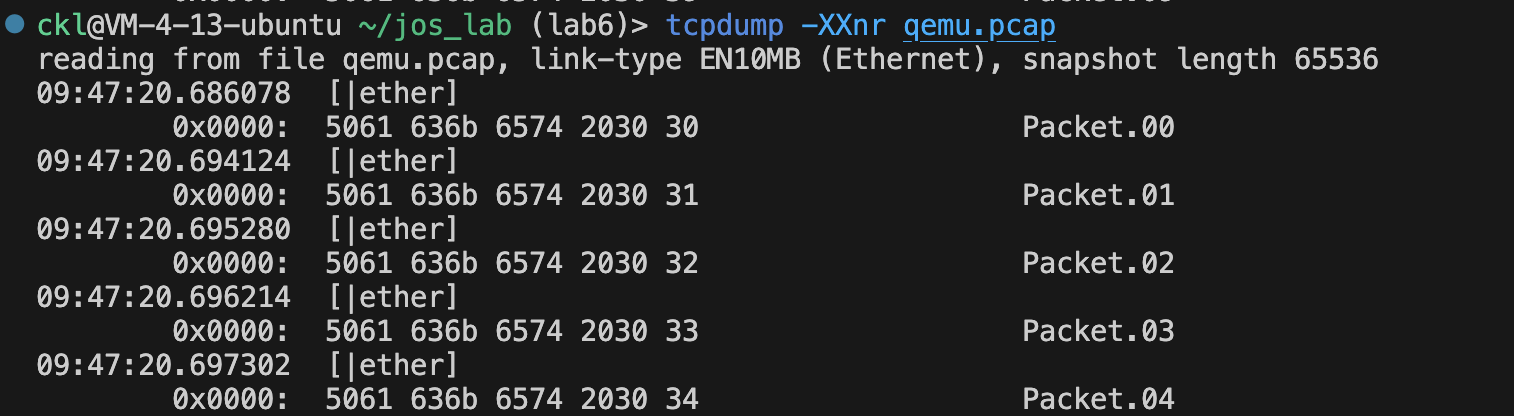 ckl@VM-4-13-ubuntu ~/jos_lab (lab6)> tcpdump -XXnr qemu.pcap
reading from file qemu.pcap, link-type EN10MB (Ethernet), snapshot length 65536
09:47:20.686078  [|ether]
        0x0000:  5061 636b 6574 2030 30                   Packet.00
09:47:20.694124  [|ether]
        0x0000:  5061 636b 6574 2030 31                   Packet.01
09:47:20.695280  [|ether]
        0x0000:  5061 636b 6574 2030 32                   Packet.02
09:47:20.696214  [|ether]
        0x0000:  5061 636b 6574 2030 33                   Packet.03
09:47:20.697302  [|ether]
        0x0000:  5061 636b 6574 2030 34                   Packet.04